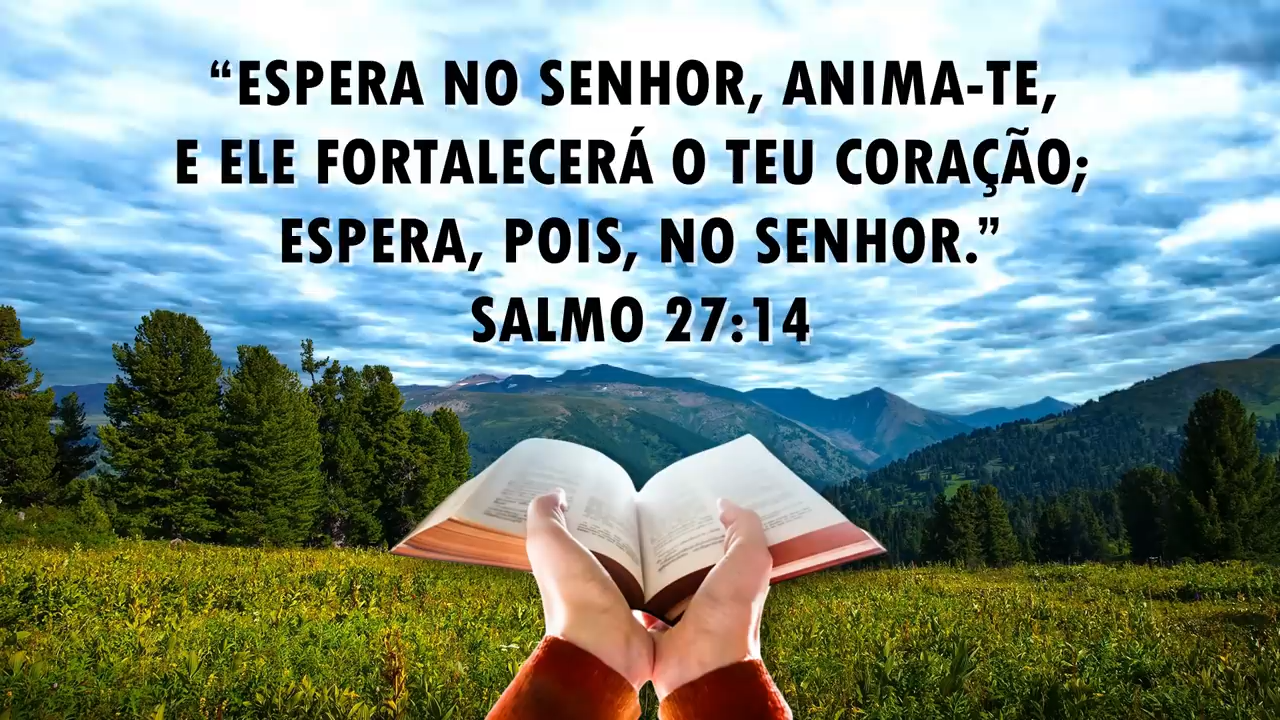 “ESPERA NO SENHOR, ANIMA-TE,
E ELE FORTALECERÁ O TEU CORAÇÃO;
ESPERA, POIS, NO SENHOR.”
SALMO 27:14